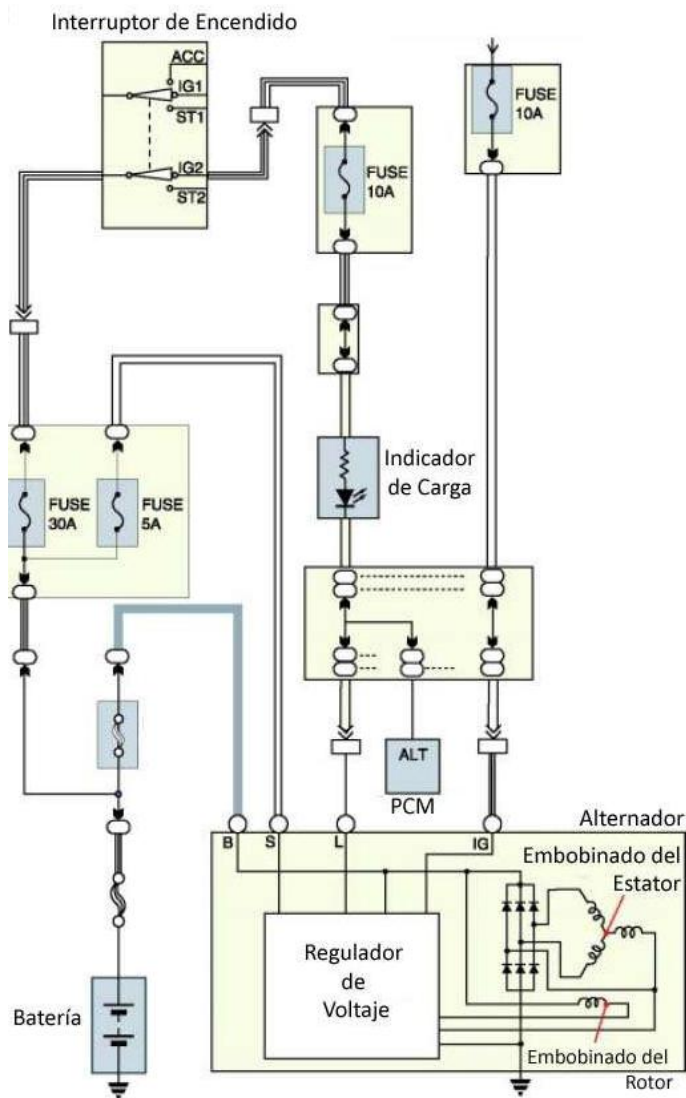 Interruptor de Encendido
ACC
IG1
ST1
IG2
ST2
FUSE
10A
FUSE
10A
FUSE
30A
FUSE
5A
Indicador
de Carga
ALT
PCM
B
S
L
IG
Alternador
Embobinado del
Estator
Regulador
de
Voltaje
Embobinado del
Rotor
Batería